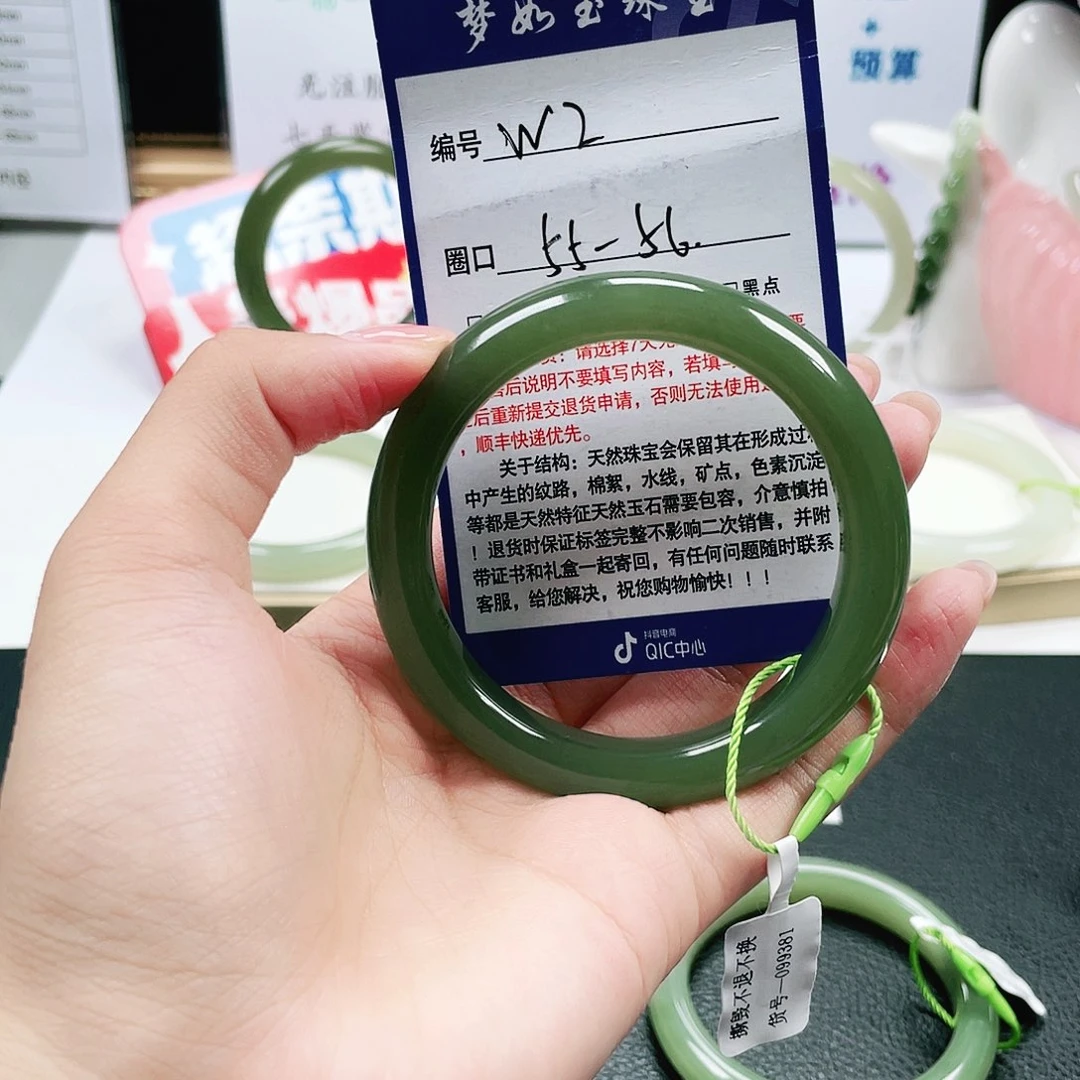 梦如玉珠宝
预算
编号 W2
圈口 55-56.
黑点
请选择7天无
售后说明不要填写内容，若填写
后重新提交退货申请，否则无法使用
，顺丰快递优先。
关于结构：天然珠宝会保留其在形成过
中产生的纹路，棉絮，水线，矿点，色素沉淀
等都是天然特征天然玉石需要包容，介意慎拍
！退货时保证标签完整不影响二次销售，并附
带证书和礼盒一起寄回，有任何问题随时联系
客服，给您解决，祝您购物愉快！！！
抖音电商
QIC中心
撕毁不退不换
货号—099381